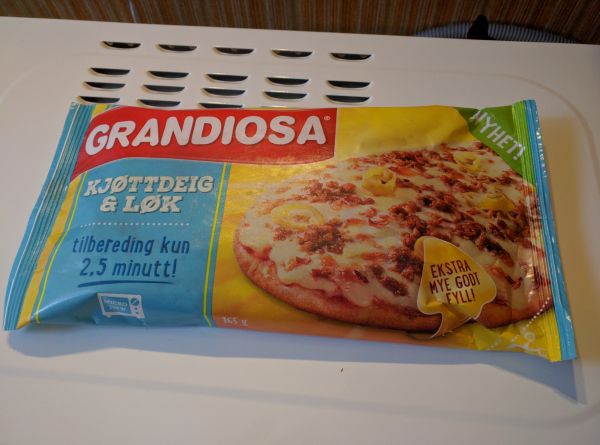 GRANDIOSA®
NYHET!
KJØTTDEIG
& LØK
tilbereding kun
2,5 minutt!
EKSTRA
MYE GODT
FYLL!
165 g